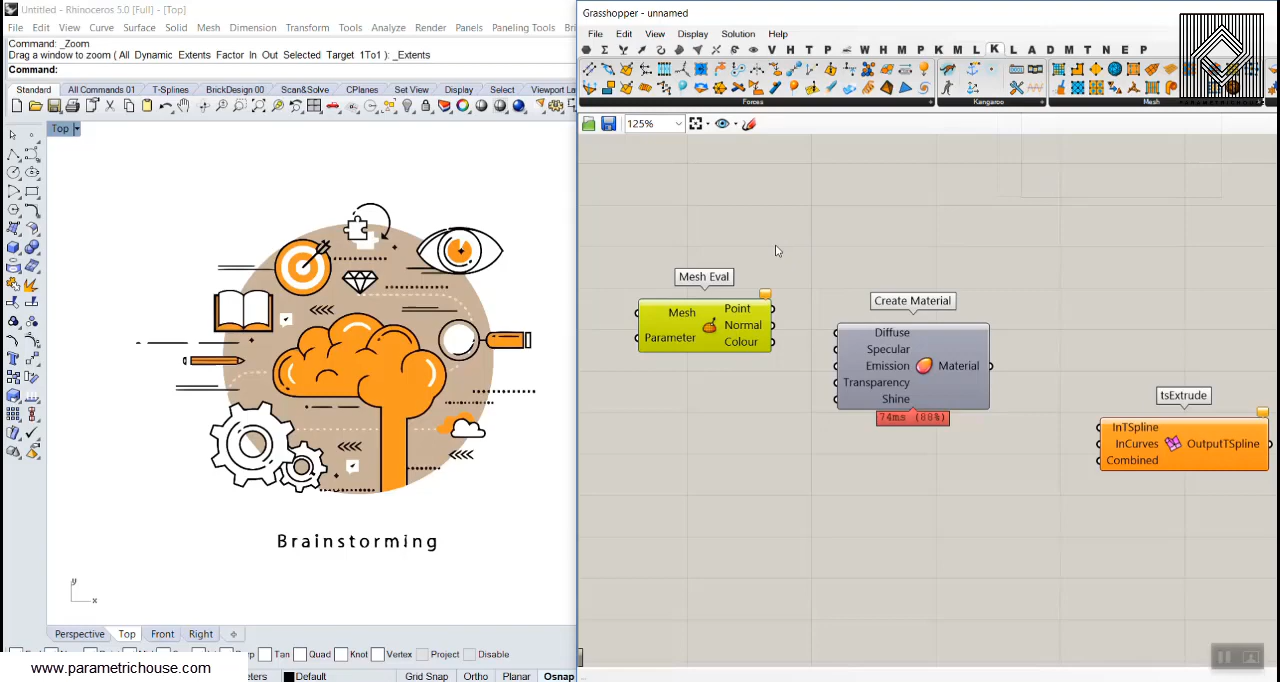 Untitled - Rhinoceros 5.0 [Full] - [Top]
File Edit View Curve Surface Solid Mesh Dimension Transform Tools Analyze Render Panels Paneling Tools
Command: _Zoom
Drag a window to zoom ( All Dynamic Extents Factor In Out Selected Target 1To1 ): _Extents
Command:
Standard All Commands 01 T-Splines BrickDesign 00 Scan&Solve CPlanes Set View Display Select Viewport
Top
Brainstorming
y
x
Perspective Top Front Right
Tan Quad Knot Vertex Project Disable
www.parametrichouse.com
Default Grid Snap Ortho Planar Osnap
Grasshopper - unnamed
File Edit View Display Solution Help
V H T P W H M P K M L K L A D M T N E P
Forces Kangaroo Mesh
125%
Mesh Eval
Mesh
Parameter
Point
Normal
Colour
Create Material
Diffuse
Specular
Emission
Transparency
Shine
Material
74ms (88%)
tsExtrude
InTSpline
InCurves
Combined
OutputTSpline